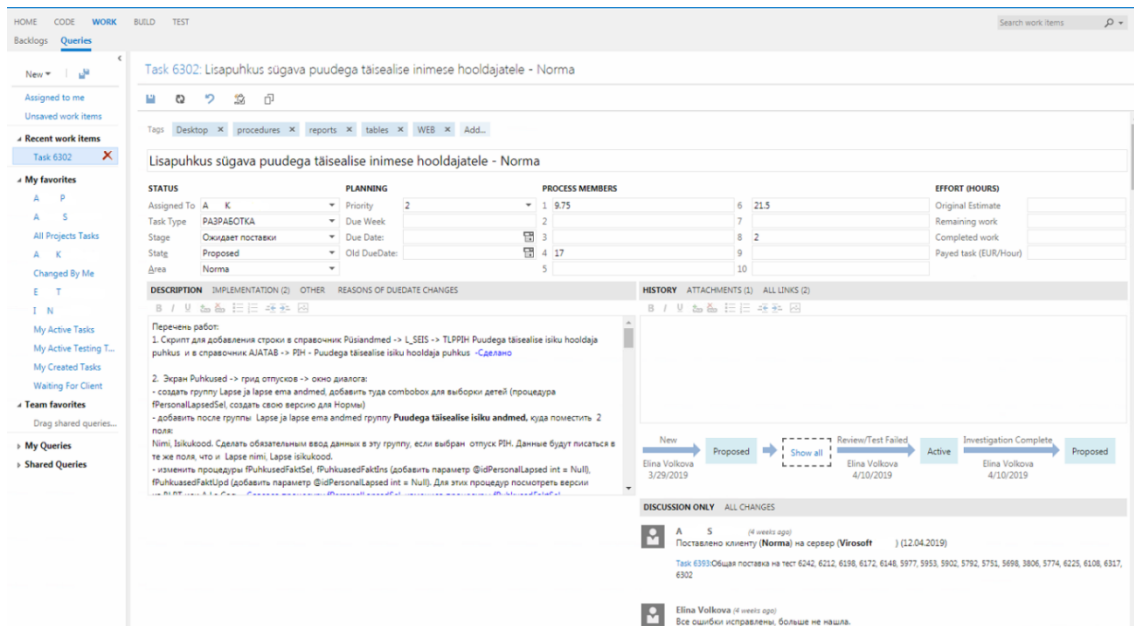 HOME CODE WORK BUILD TEST
Search work items
Backlogs Queries
New
Task 6302: Lisapuhkus sügava puudega täisealise inimese hooldajatele - Norma
Assigned to me
Unsaved work items
Recent work items
Task 6302
My favorites
A P
A S
All Projects Tasks
A K
Changed By Me
E T
I N
My Active Tasks
My Active Testing T...
My Created Tasks
Waiting For Client
Team favorites
Drag shared queries...
My Queries
Shared Queries
Tags Desktop × procedures × reports × tables × WEB × Add...
Lisapuhkus sügava puudega täisealise inimese hooldajatele - Norma
STATUS
Assigned To A K
Task Type РАЗРАБОТКА
Stage Ожидает поставки
State Proposed
Area Norma
PLANNING
Priority 2
Due Week
Due Date:
Old DueDate:
PROCESS MEMBERS
1 9.75 6 21.5
2 7
3 8 2
4 17 9
5 10
EFFORT (HOURS)
Original Estimate
Remaining work
Completed work
Payed task (EUR/Hour)
DESCRIPTION IMPLEMENTATION (2) OTHER REASONS OF DUEDATE CHANGES
B I U
Перечень работ:
1. Скрипт для добавления строки в справочник Püsiandmed -> L_SEIS -> TLPPIH Puudega täisealise isiku hooldaja
puhkus и в справочник AJATAB -> PIH - Puudega täisealise isiku hooldaja puhkus -Сделано
2. Экран Puhkused -> грид отпусков -> окно диалога:
- создать группу Lapse ja lapse ema andmed, добавить туда combobox для выборки детей (процедура
fPersonalLapsedSel, создать свою версию для Нормы)
- добавить после группы Lapse ja lapse ema andmed группу Puudega täisealise isiku andmed, куда поместить 2
поля:
Nimi, Isikukood. Сделать обязательным ввод данных в эту группу, если выбран отпуск PIH. Данные будут писаться в
те же поля, что и Lapse nimi, Lapse isikukood.
- изменить процедуры fPuhkusedFaktSel, fPuhkuasedFaktIns (добавить параметр @idPersonalLapsed int = Null),
fPuhkuasedFaktUpd (добавить параметр @idPersonalLapsed int = Null). Для этих процедур посмотреть версии
HISTORY ATTACHMENTS (1) ALL LINKS (2)
B I U
New Proposed Show all Review/Test Failed Active Investigation Complete Proposed
Elina Volkova Elina Volkova Elina Volkova
3/29/2019 4/10/2019 4/10/2019
DISCUSSION ONLY ALL CHANGES
A S (4 weeks ago)
Поставлено клиенту (Norma) на сервер (Virosoft ) (12.04.2019)
Task 6393:Общая поставка на тест 6242, 6212, 6198, 6172, 6148, 5977, 5953, 5902, 5792, 5751, 5698, 3806, 5774, 6225, 6108, 6317,
6302
Elina Volkova (4 weeks ago)
Все ошибки исправлены, больше не нашла.